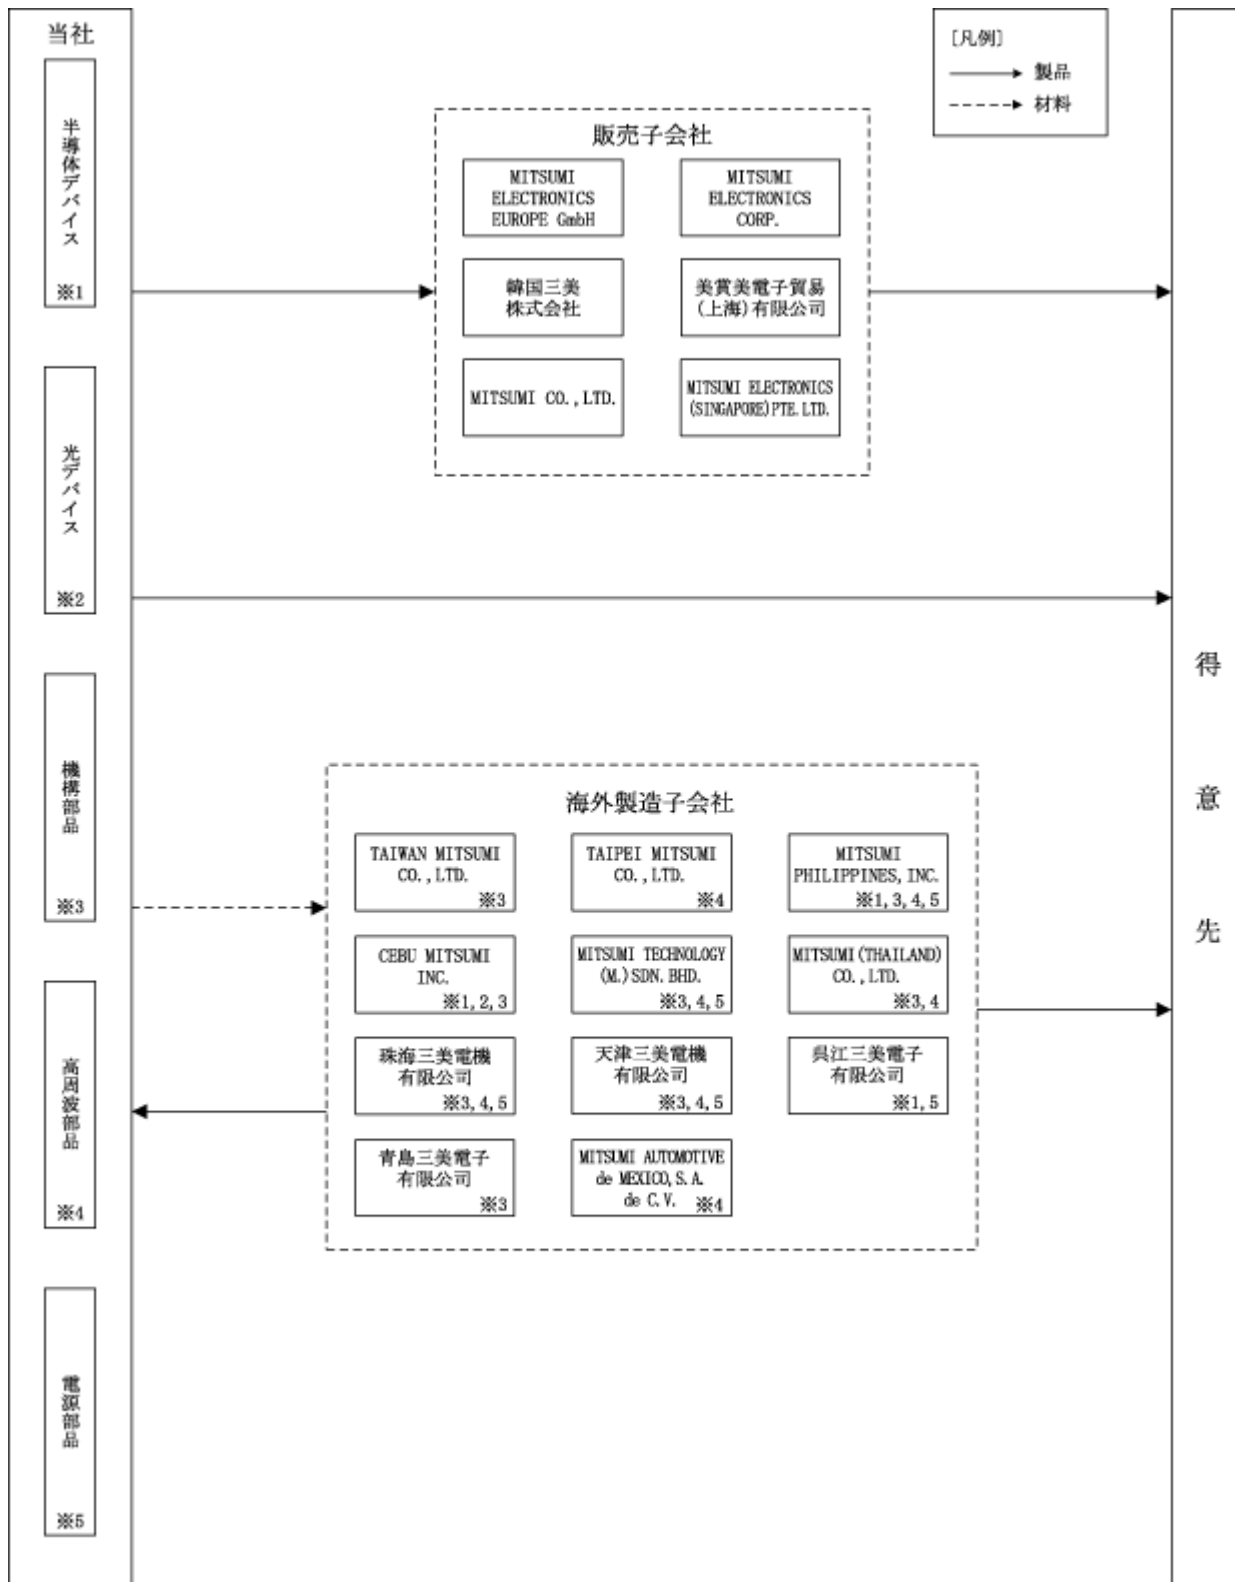 当社
半導体デバイス
※1
光デバイス
※2
機構部品
※3
高周波部品
※4
電源部品
※5
[凡例]
製品
材料
販売子会社
MITSUMI
ELECTRONICS
EUROPE GmbH
MITSUMI
ELECTRONICS
CORP.
韓国三美
株式会社
美賞美電子貿易
(上海)有限公司
MITSUMI CO.,LTD.
MITSUMI ELECTRONICS
(SINGAPORE)PTE.LTD.
海外製造子会社
TAIWAN MITSUMI
CO.,LTD.
※3
TAIPEI MITSUMI
CO.,LTD.
※4
MITSUMI
PHILIPPINES,INC.
※1,3,4,5
CEBU MITSUMI
INC.
※1,2,3
MITSUMI TECHNOLOGY
(M.)SDN.BHD.
※3,4,5
MITSUMI(THAILAND)
CO.,LTD.
※3,4
珠海三美電機
有限公司
※3,4,5
天津三美電機
有限公司
※3,4,5
呉江三美電子
有限公司
※1,5
青島三美電子
有限公司
※3
MITSUMI AUTOMOTIVE
de MEXICO,S.A.
de C.V. ※4
得意先